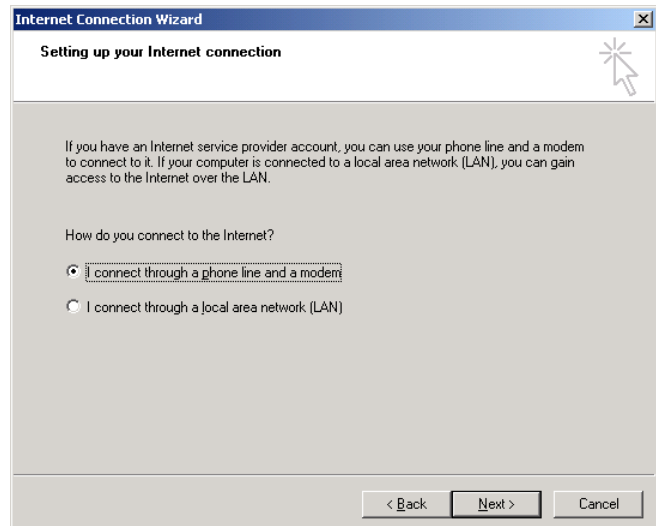 Internet Connection Wizard
Setting up your Internet connection
If you have an Internet service provider account, you can use your phone line and a modem
to connect to it. If your computer is connected to a local area network (LAN), you can gain
access to the Internet over the LAN.
How do you connect to the Internet?
I connect through a phone line and a modem
I connect through a local area network (LAN)
< Back Next > Cancel